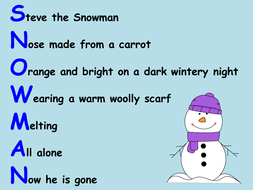 Steve the Snowman
Nose made from a carrot
Orange and bright on a dark wintery night
Wearing a warm woolly scarf
Melting
All alone
Now he is gone